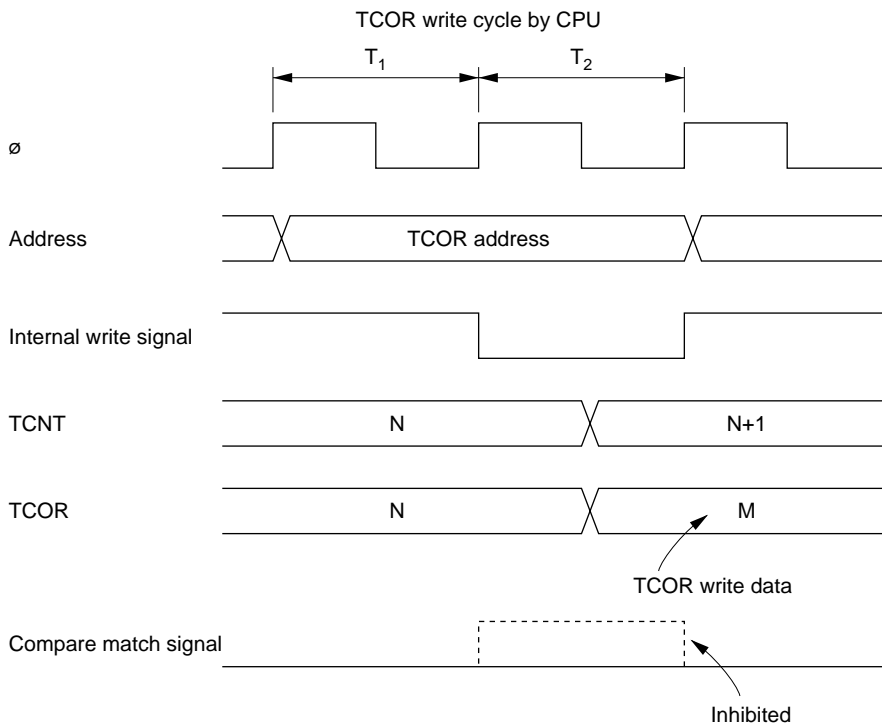 TCOR write cycle by CPU
T1 T2
ø
Address TCOR address
Internal write signal
TCNT N N+1
TCOR N M
TCOR write data
Compare match signal
Inhibited